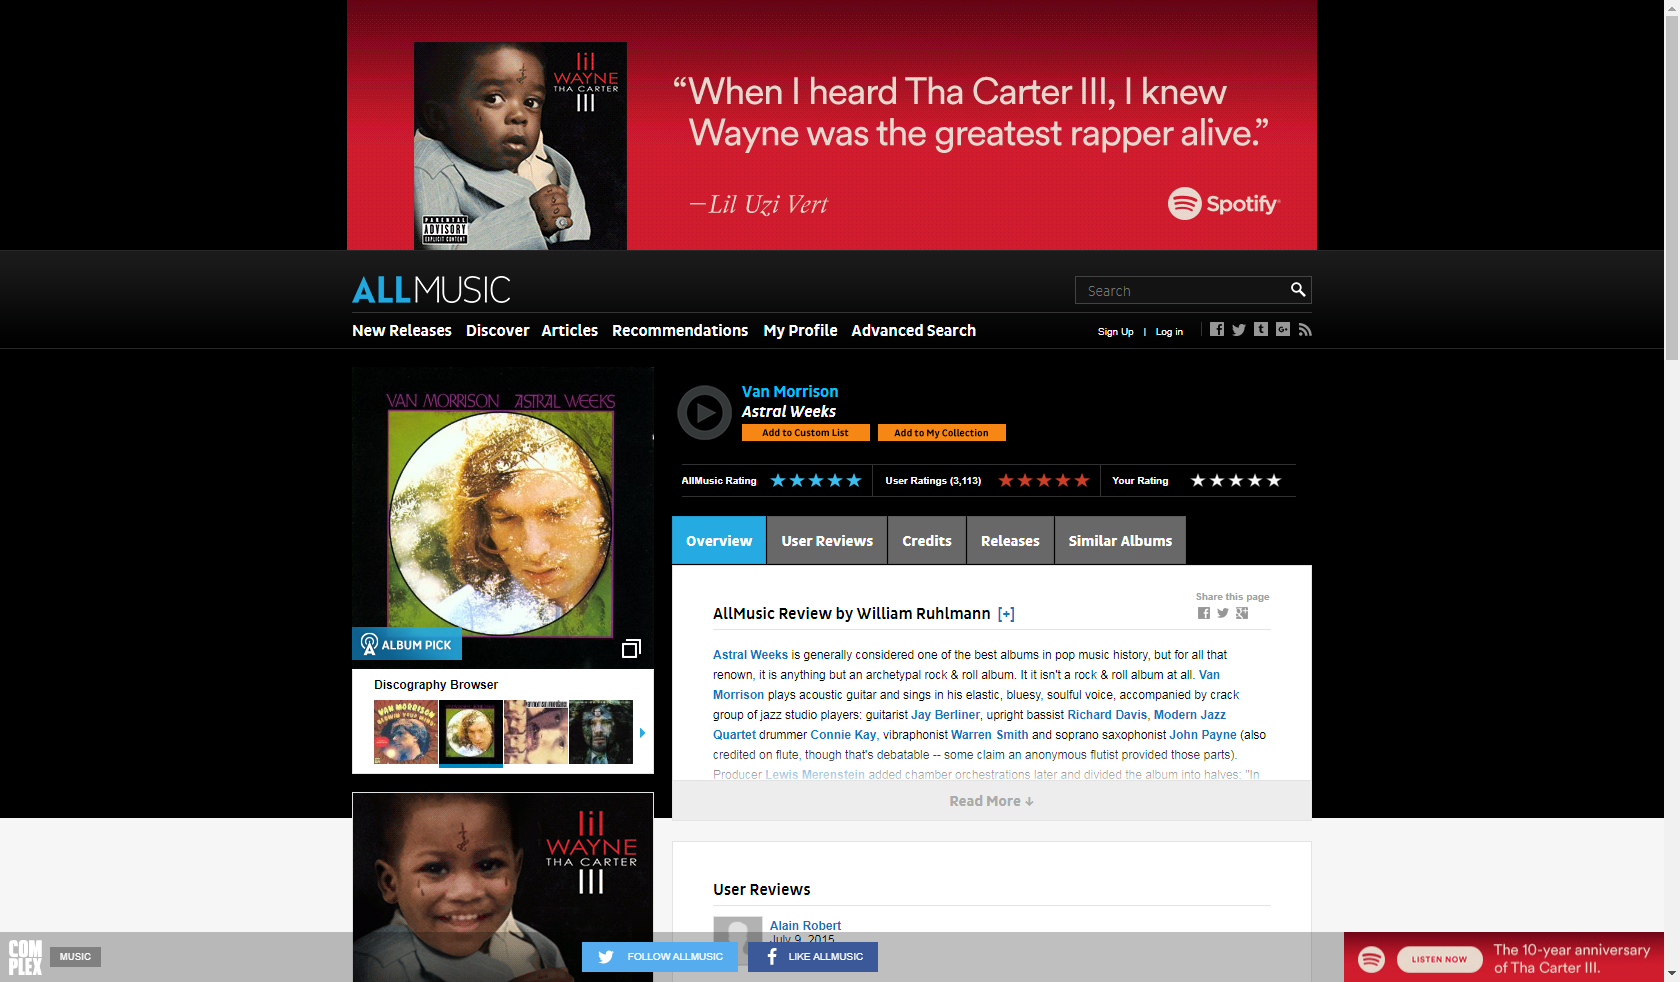 lil
WAYNE
THA CARTER
III
PARENTAL
ADVISORY
EXPLICIT CONTENT
“When I heard Tha Carter III, I knew
Wayne was the greatest rapper alive.”
—Lil Uzi Vert
Spotify
ALLMUSIC
Search
New Releases Discover Articles Recommendations My Profile Advanced Search
Sign Up | Log in
VAN MORRISON ASTRAL WEEKS
ALBUM PICK
Van Morrison
Astral Weeks
Add to Custom List Add to My Collection
AllMusic Rating User Ratings (3,113) Your Rating
Overview User Reviews Credits Releases Similar Albums
Share this page
AllMusic Review by William Ruhlmann [+]
Astral Weeks is generally considered one of the best albums in pop music history, but for all that
renown, it is anything but an archetypal rock & roll album. It it isn't a rock & roll album at all. Van
Morrison plays acoustic guitar and sings in his elastic, bluesy, soulful voice, accompanied by crack
group of jazz studio players: guitarist Jay Berliner, upright bassist Richard Davis, Modern Jazz
Quartet drummer Connie Kay, vibraphonist Warren Smith and soprano saxophonist John Payne (also
credited on flute, though that's debatable -- some claim an anonymous flutist provided those parts).
Producer Lewis Merenstein added chamber orchestrations later and divided the album into halves: "In
Read More ↓
Discography Browser
VAN MORRISON
BLOWIN' YOUR MIND!
lil
WAYNE
THA CARTER
III
User Reviews
Alain Robert
July 9, 2015
COMPLEX
MUSIC
FOLLOW ALLMUSIC
LIKE ALLMUSIC
LISTEN NOW
The 10-year anniversary
of Tha Carter III.